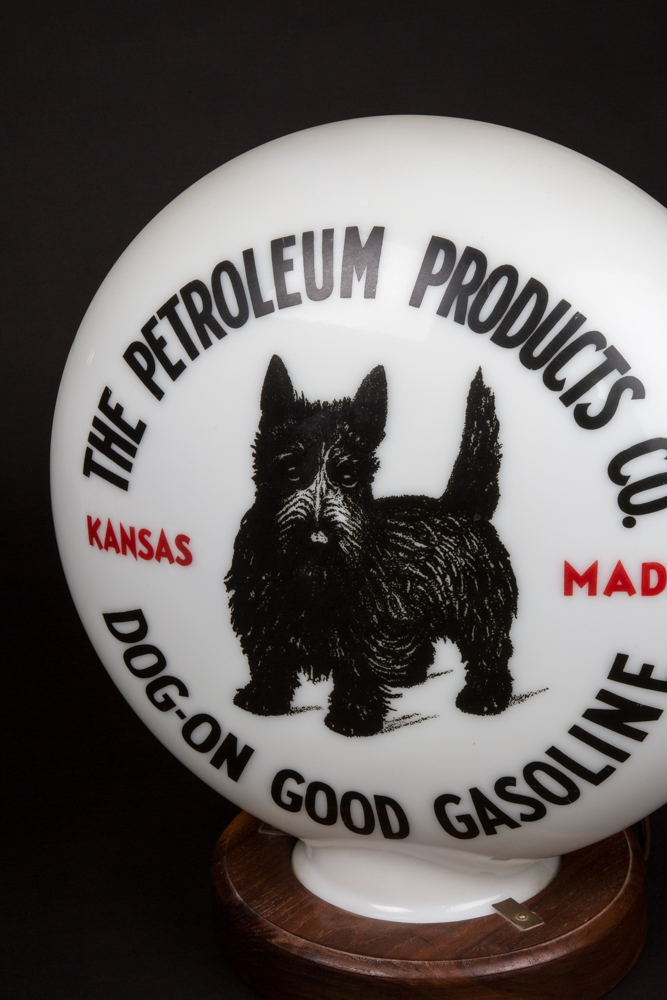 THE PETROLEUM PRODUCTS CO.
KANSAS
MAD
DOG-ON GOOD GASOLINE